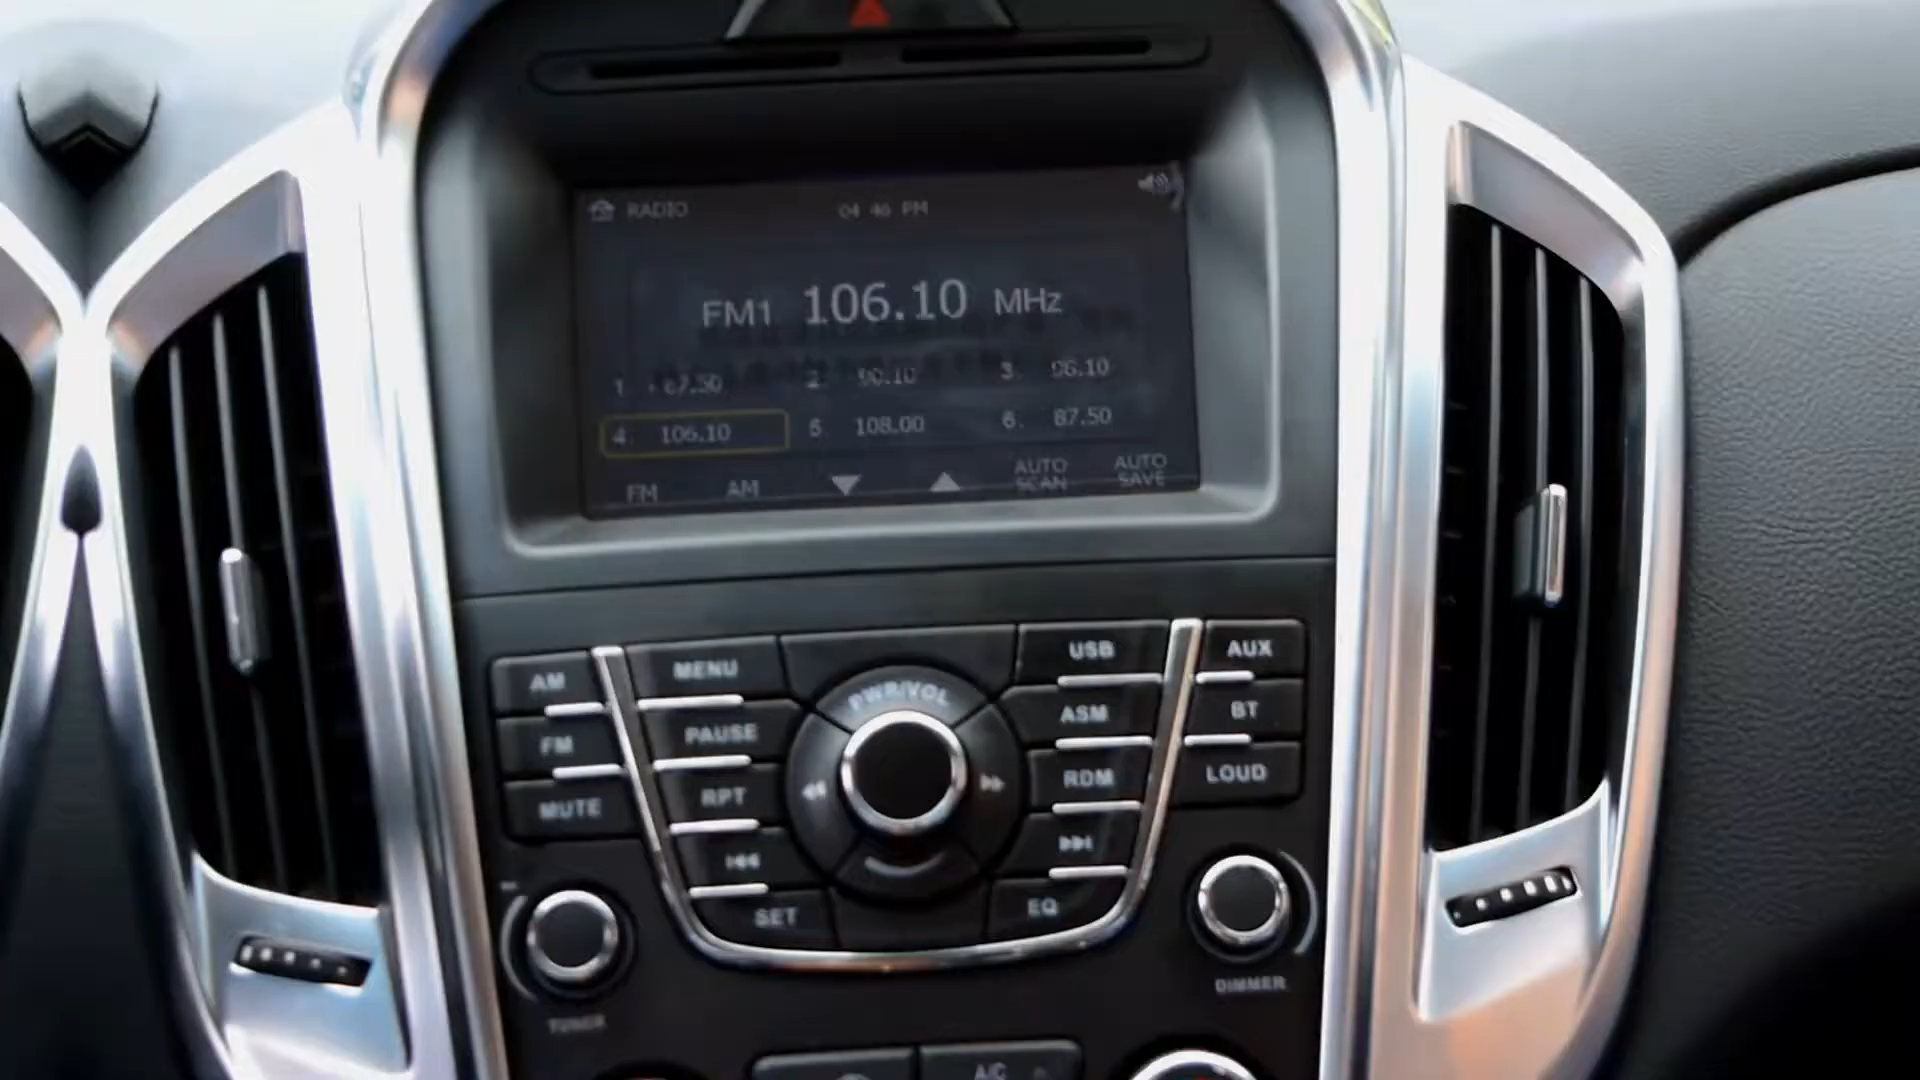 RADIO 04 46 PM
FM1 106.10 MHz
1 87.50 2. 90.10 3. 98.10
4. 106.10 5 108.00 6. 87.50
FM AM AUTO SCAN AUTO SAVE
AM MENU PWR/VOL USB AUX
FM PAUSE ASM BT
MUTE RPT RDM LOUD
SET EQ
TUNER DIMMER
A/C